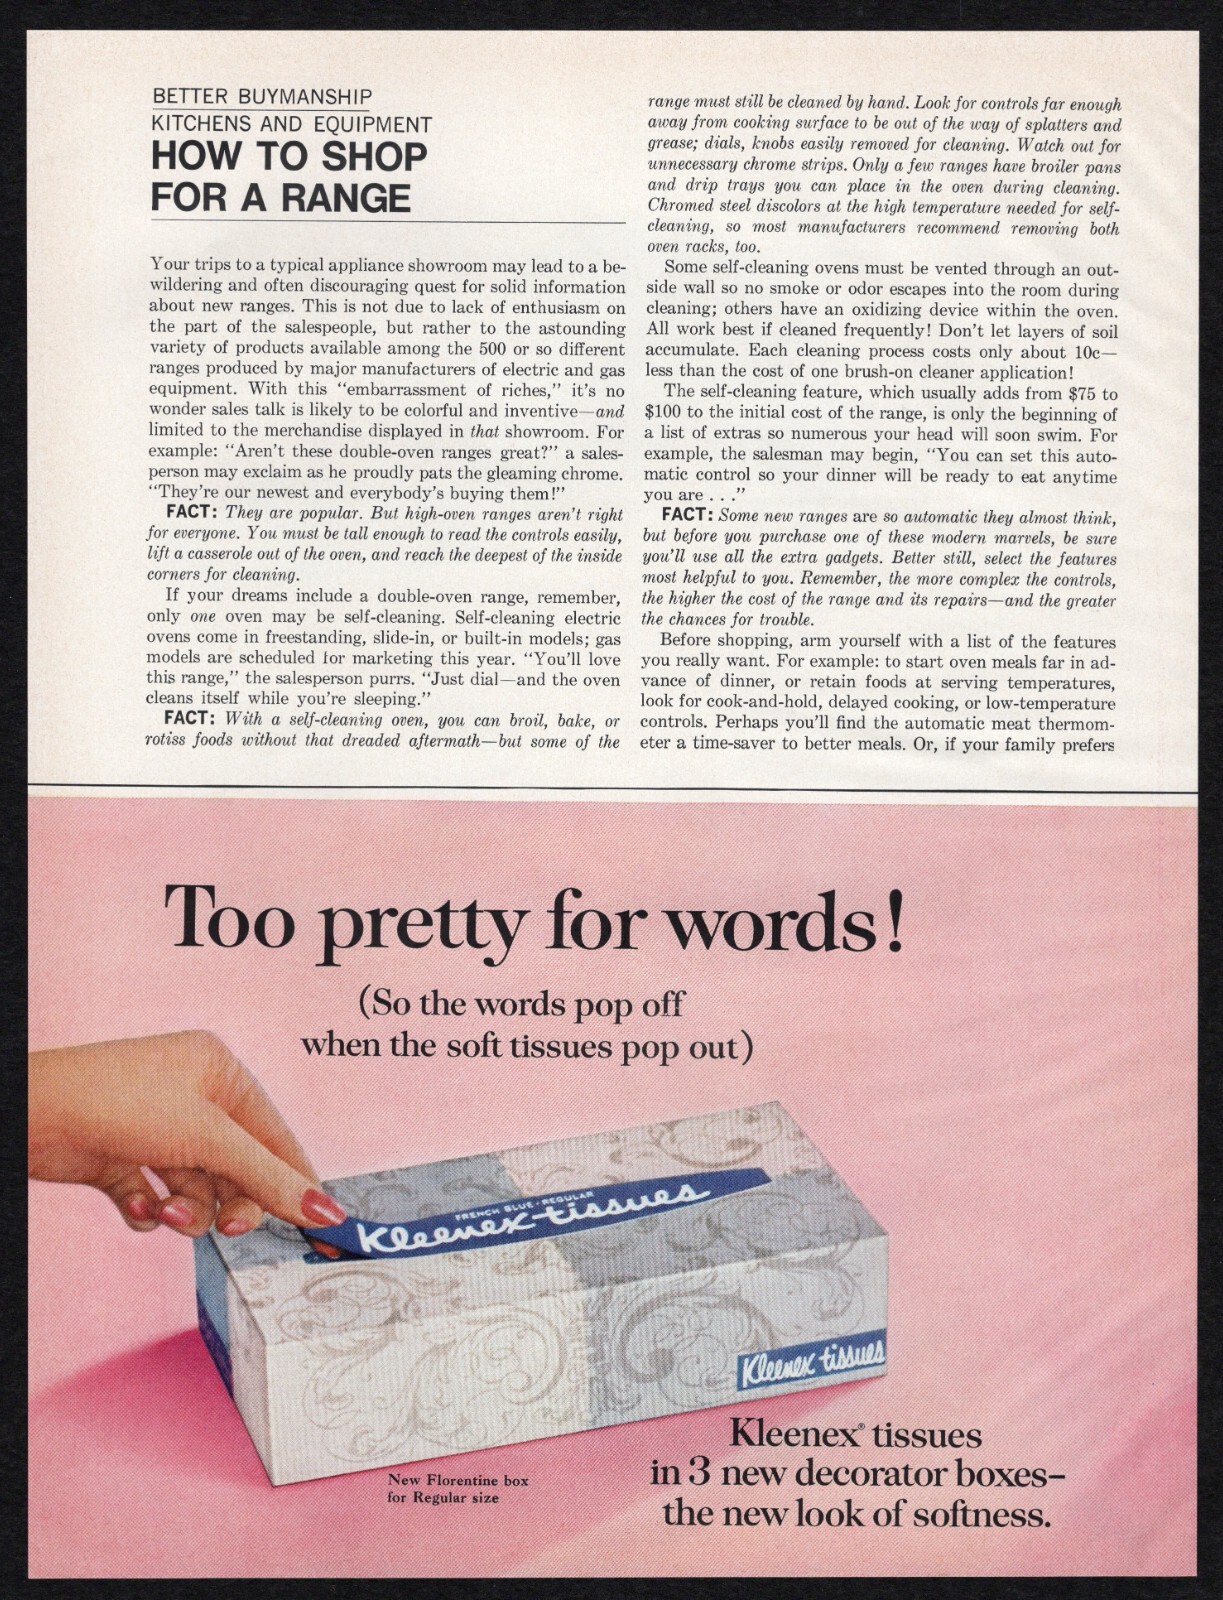 BETTER BUYMANSHIP
KITCHENS AND EQUIPMENT
HOW TO SHOP
FOR A RANGE
Your trips to a typical appliance showroom may lead to a be-
wildering and often discouraging quest for solid information
about new ranges. This is not due to lack of enthusiasm on
the part of the salespeople, but rather to the astounding
variety of products available among the 500 or so different
ranges produced by major manufacturers of electric and gas
equipment. With this “embarrassment of riches,” it’s no
wonder sales talk is likely to be colorful and inventive—and
limited to the merchandise displayed in that showroom. For
example: “Aren’t these double-oven ranges great?” a sales-
person may exclaim as he proudly pats the gleaming chrome.
“They’re our newest and everybody’s buying them!”
FACT: They are popular. But high-oven ranges aren’t right
for everyone. You must be tall enough to read the controls easily,
lift a casserole out of the oven, and reach the deepest of the inside
corners for cleaning.
If your dreams include a double-oven range, remember,
only one oven may be self-cleaning. Self-cleaning electric
ovens come in freestanding, slide-in, or built-in models; gas
models are scheduled for marketing this year. “You’ll love
this range,” the salesperson purrs. “Just dial—and the oven
cleans itself while you’re sleeping.”
FACT: With a self-cleaning oven, you can broil, bake, or
rotiss foods without that dreaded aftermath—but some of the
range must still be cleaned by hand. Look for controls far enough
away from cooking surface to be out of the way of splatters and
grease; dials, knobs easily removed for cleaning. Watch out for
unnecessary chrome strips. Only a few ranges have broiler pans
and drip trays you can place in the oven during cleaning.
Chromed steel discolors at the high temperature needed for self-
cleaning, so most manufacturers recommend removing both
oven racks, too.
Some self-cleaning ovens must be vented through an out-
side wall so no smoke or odor escapes into the room during
cleaning; others have an oxidizing device within the oven.
All work best if cleaned frequently! Don’t let layers of soil
accumulate. Each cleaning process costs only about 10c—
less than the cost of one brush-on cleaner application!
The self-cleaning feature, which usually adds from $75 to
$100 to the initial cost of the range, is only the beginning of
a list of extras so numerous your head will soon swim. For
example, the salesman may begin, “You can set this auto-
matic control so your dinner will be ready to eat anytime
you are . . .”
FACT: Some new ranges are so automatic they almost think,
but before you purchase one of these modern marvels, be sure
you’ll use all the extra gadgets. Better still, select the features
most helpful to you. Remember, the more complex the controls,
the higher the cost of the range and its repairs—and the greater
the chances for trouble.
Before shopping, arm yourself with a list of the features
you really want. For example: to start oven meals far in ad-
vance of dinner, or retain foods at serving temperatures,
look for cook-and-hold, delayed cooking, or low-temperature
controls. Perhaps you’ll find the automatic meat thermom-
eter a time-saver to better meals. Or, if your family prefers
Too pretty for words!
(So the words pop off
when the soft tissues pop out)
FRENCH BLUE · REGULAR
Kleenex-tissues
Kleenex tissues
New Florentine box
for Regular size
Kleenex® tissues
in 3 new decorator boxes–
the new look of softness.